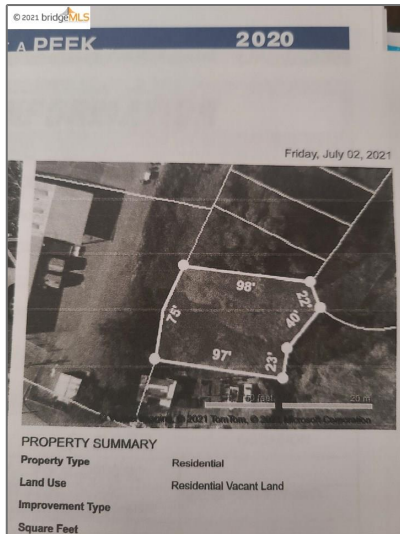 © 2021 bridgeMLS
A PEEK 2020
Friday, July 02, 2021
98'
22'
75'
40'
97'
23'
© 2021 TomTom, © 20 Microsoft Corporation
PROPERTY SUMMARY
Property Type Residential
Land Use Residential Vacant Land
Improvement Type
Square Feet